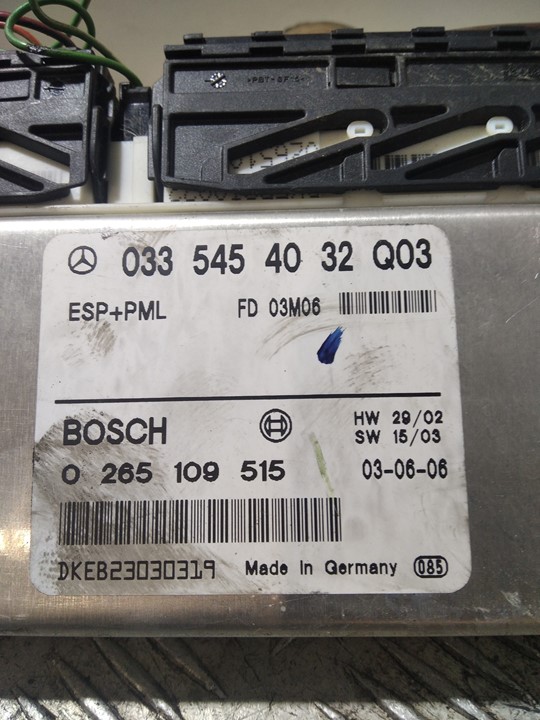 033 545 40 32 Q03
ESP+PML FD 03M06
BOSCH
HW 29/02
SW 15/03
0 265 109 515 03-06-06
DKEB23030319 Made in Germany 085